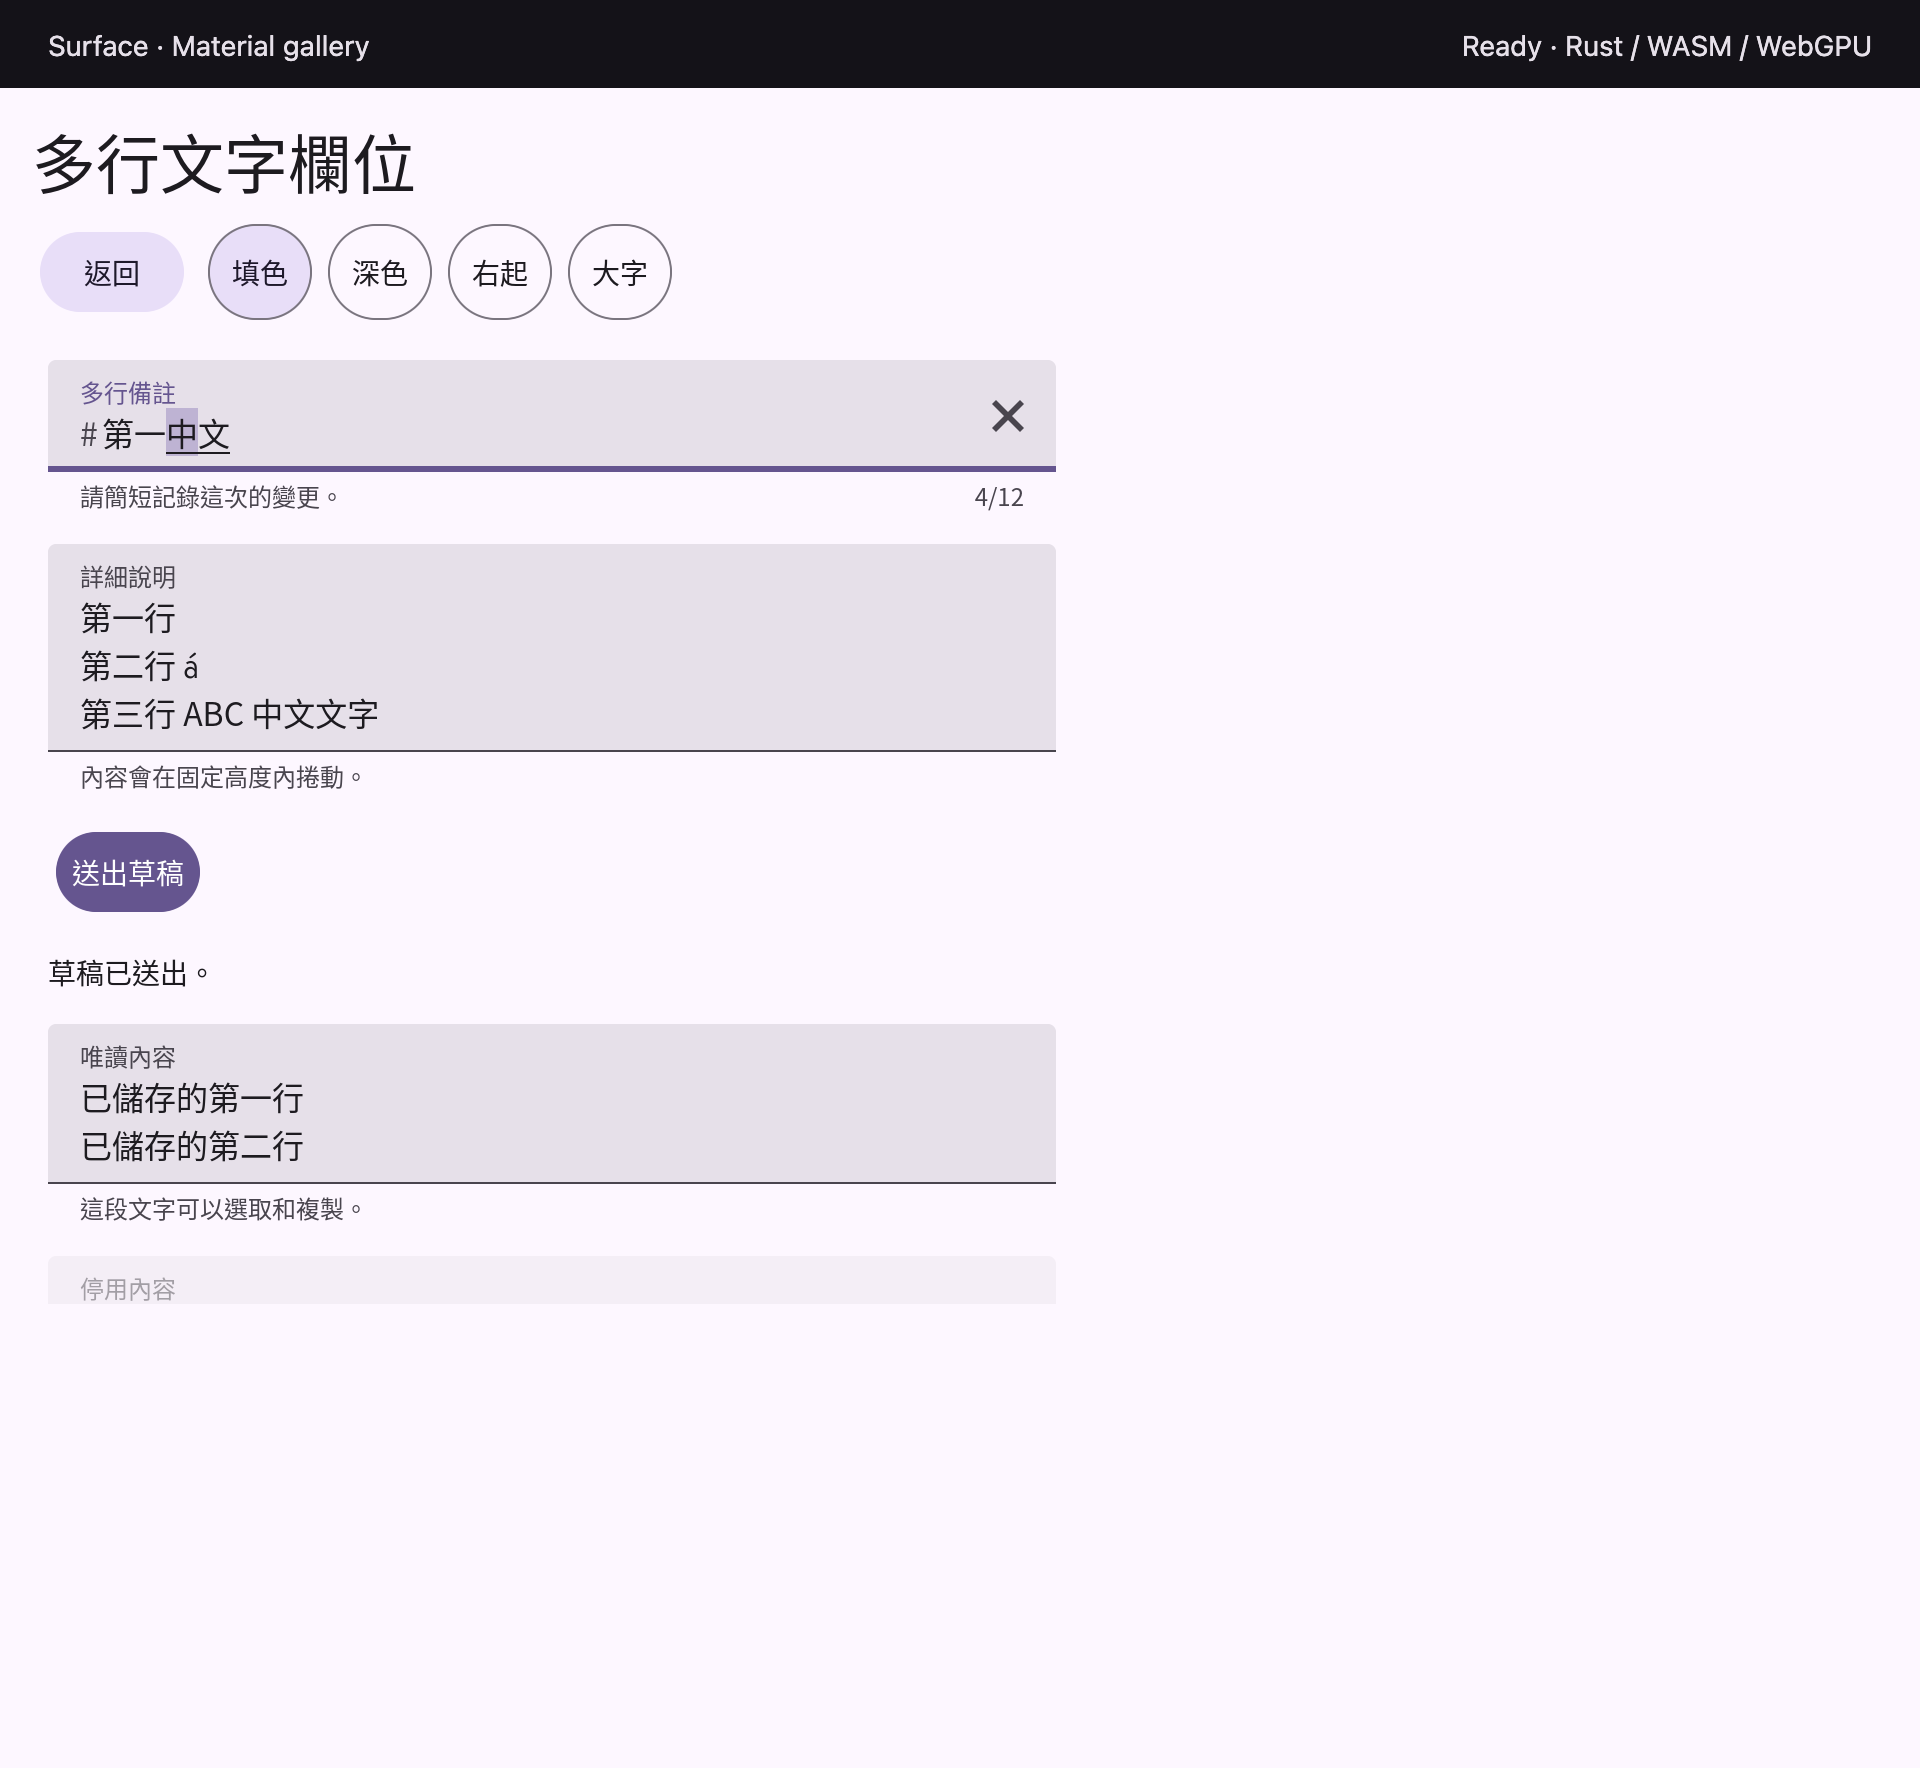 Surface · Material gallery
Ready · Rust / WASM / WebGPU
多行文字欄位
返回
填色
深色
右起
大字
多行備註
# 第一中文
請簡短記錄這次的變更。
4/12
詳細說明
第一行
第二行 á
第三行 ABC 中文文字
內容會在固定高度內捲動。
送出草稿
草稿已送出。
唯讀內容
已儲存的第一行
已儲存的第二行
這段文字可以選取和複製。
停用內容